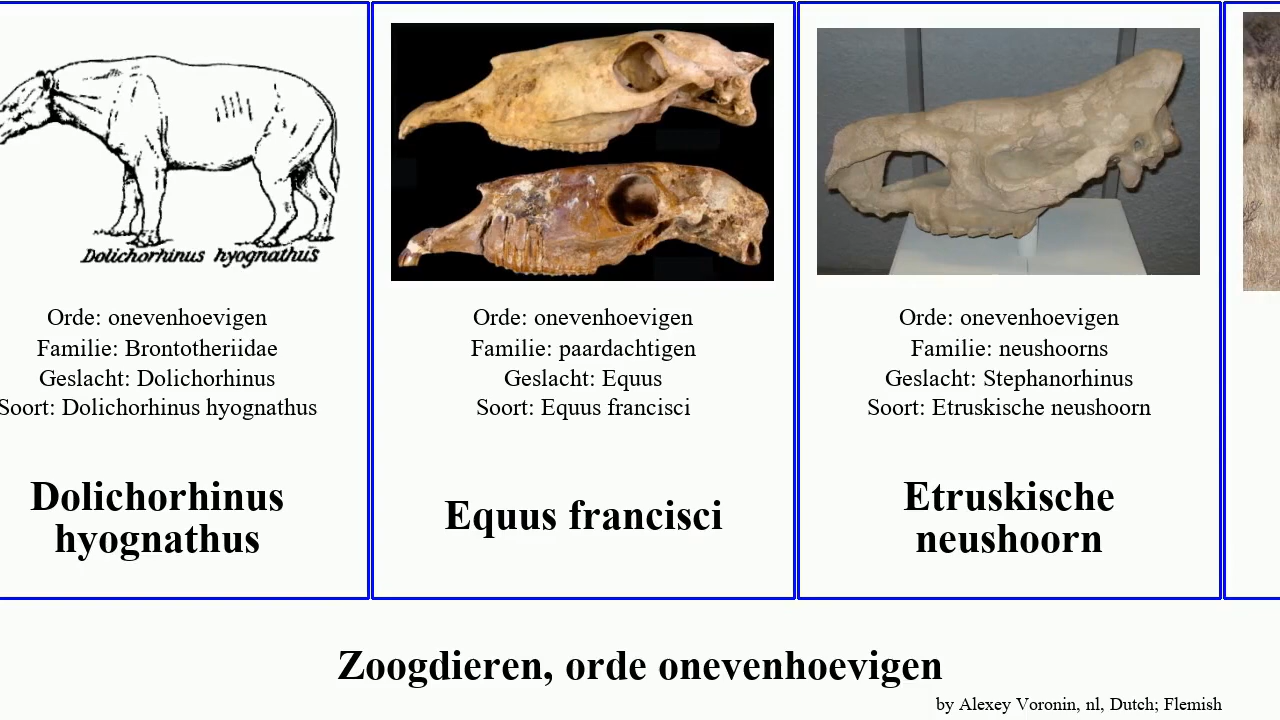 Dolichorhinus hyognathus
Orde: onevenhoevigen
Familie: Brontotheriidae
Geslacht: Dolichorhinus
Soort: Dolichorhinus hyognathus
Dolichorhinus
hyognathus
Orde: onevenhoevigen
Familie: paardachtigen
Geslacht: Equus
Soort: Equus francisci
Equus francisci
Orde: onevenhoevigen
Familie: neushoorns
Geslacht: Stephanorhinus
Soort: Etruskische neushoorn
Etruskische
neushoorn
Zoogdieren, orde onevenhoevigen
by Alexey Voronin, nl, Dutch; Flemish